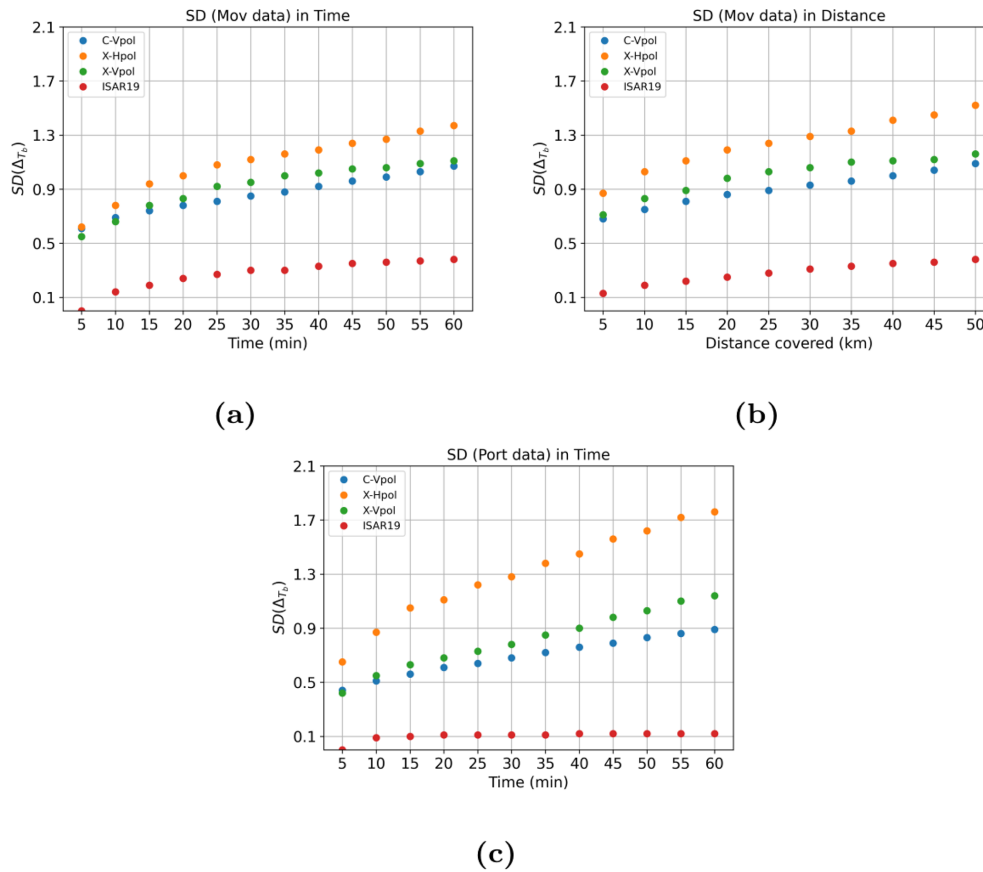 SD (Mov data) in Time
2.1
1.7
1.3
0.9
0.5
0.1
SD(Δ_{T_b})
C-Vpol
X-Hpol
X-Vpol
ISAR19
5 10 15 20 25 30 35 40 45 50 55 60
Time (min)
(a)
SD (Mov data) in Distance
2.1
1.7
1.3
0.9
0.5
0.1
SD(Δ_{T_b})
C-Vpol
X-Hpol
X-Vpol
ISAR19
5 10 15 20 25 30 35 40 45 50
Distance covered (km)
(b)
SD (Port data) in Time
2.1
1.7
1.3
0.9
0.5
0.1
SD(Δ_{T_b})
C-Vpol
X-Hpol
X-Vpol
ISAR19
5 10 15 20 25 30 35 40 45 50 55 60
Time (min)
(c)